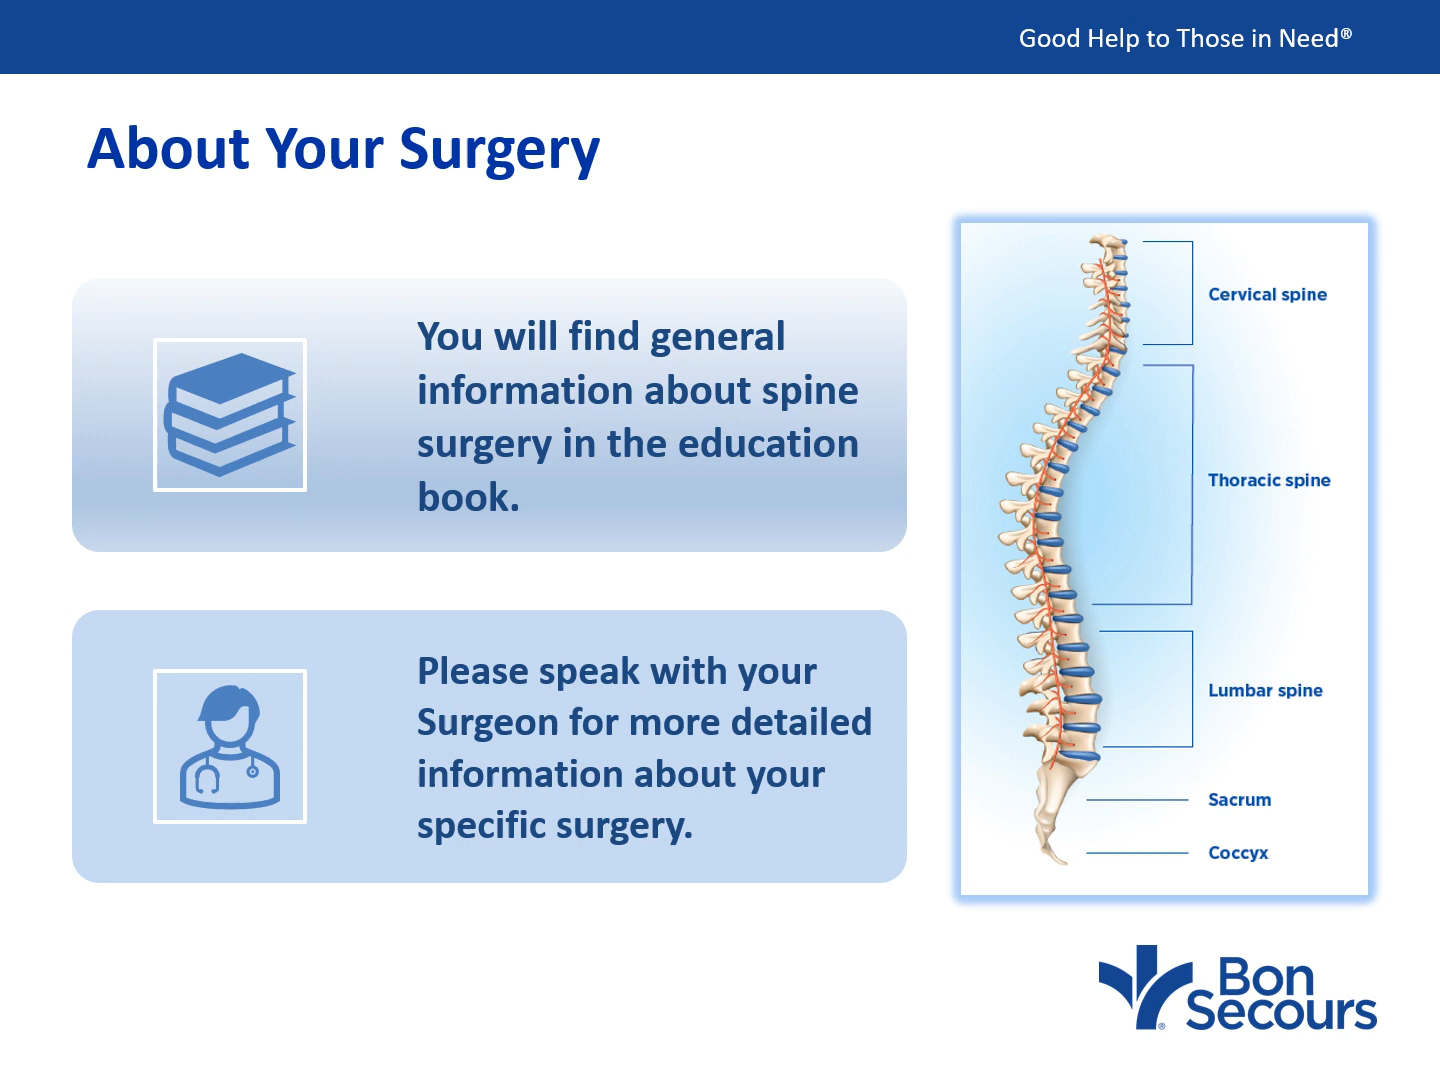 Good Help to Those in Need®
About Your Surgery
You will find general
information about spine
surgery in the education
book.
Please speak with your
Surgeon for more detailed
information about your
specific surgery.
Cervical spine
Thoracic spine
Lumbar spine
Sacrum
Coccyx
Bon
Secours
®